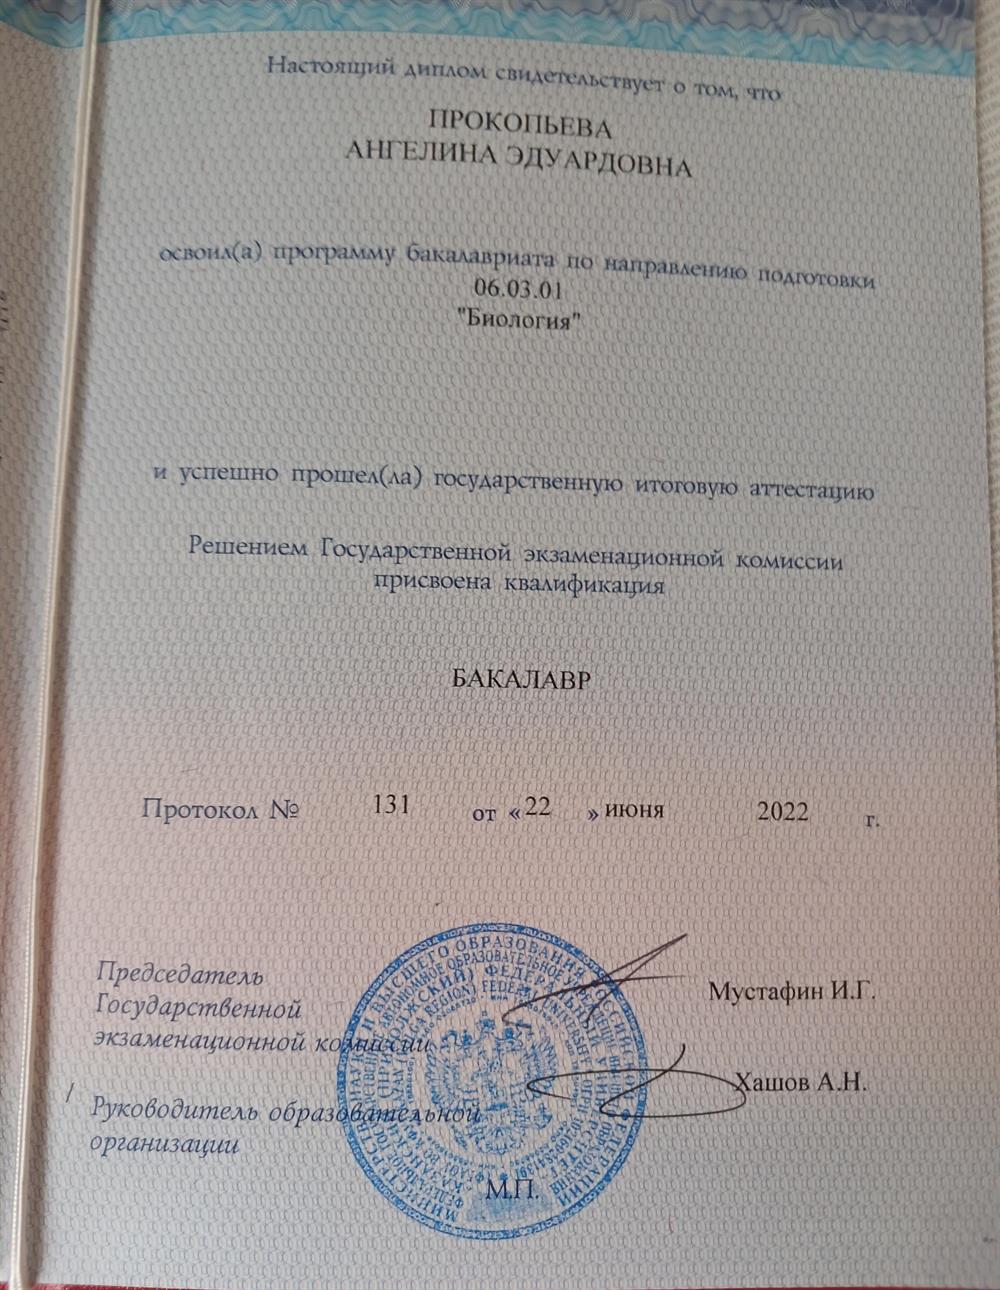 Настоящий диплом свидетельствует о том, что
ПРОКОПЬЕВА
АНГЕЛИНА ЭДУАРДОВНА
освоил(а) программу бакалавриата по направлению подготовки
06.03.01
"Биология"
и успешно прошел(ла) государственную итоговую аттестацию
Решением Государственной экзаменационной комиссии
присвоена квалификация
БАКАЛАВР
Протокол № 131 от «22 » июня 2022 г.
Председатель
Государственной
экзаменационной комиссии
Мустафин И.Г.
Хашов А.Н.
Руководитель образовательной
организации
М.П.